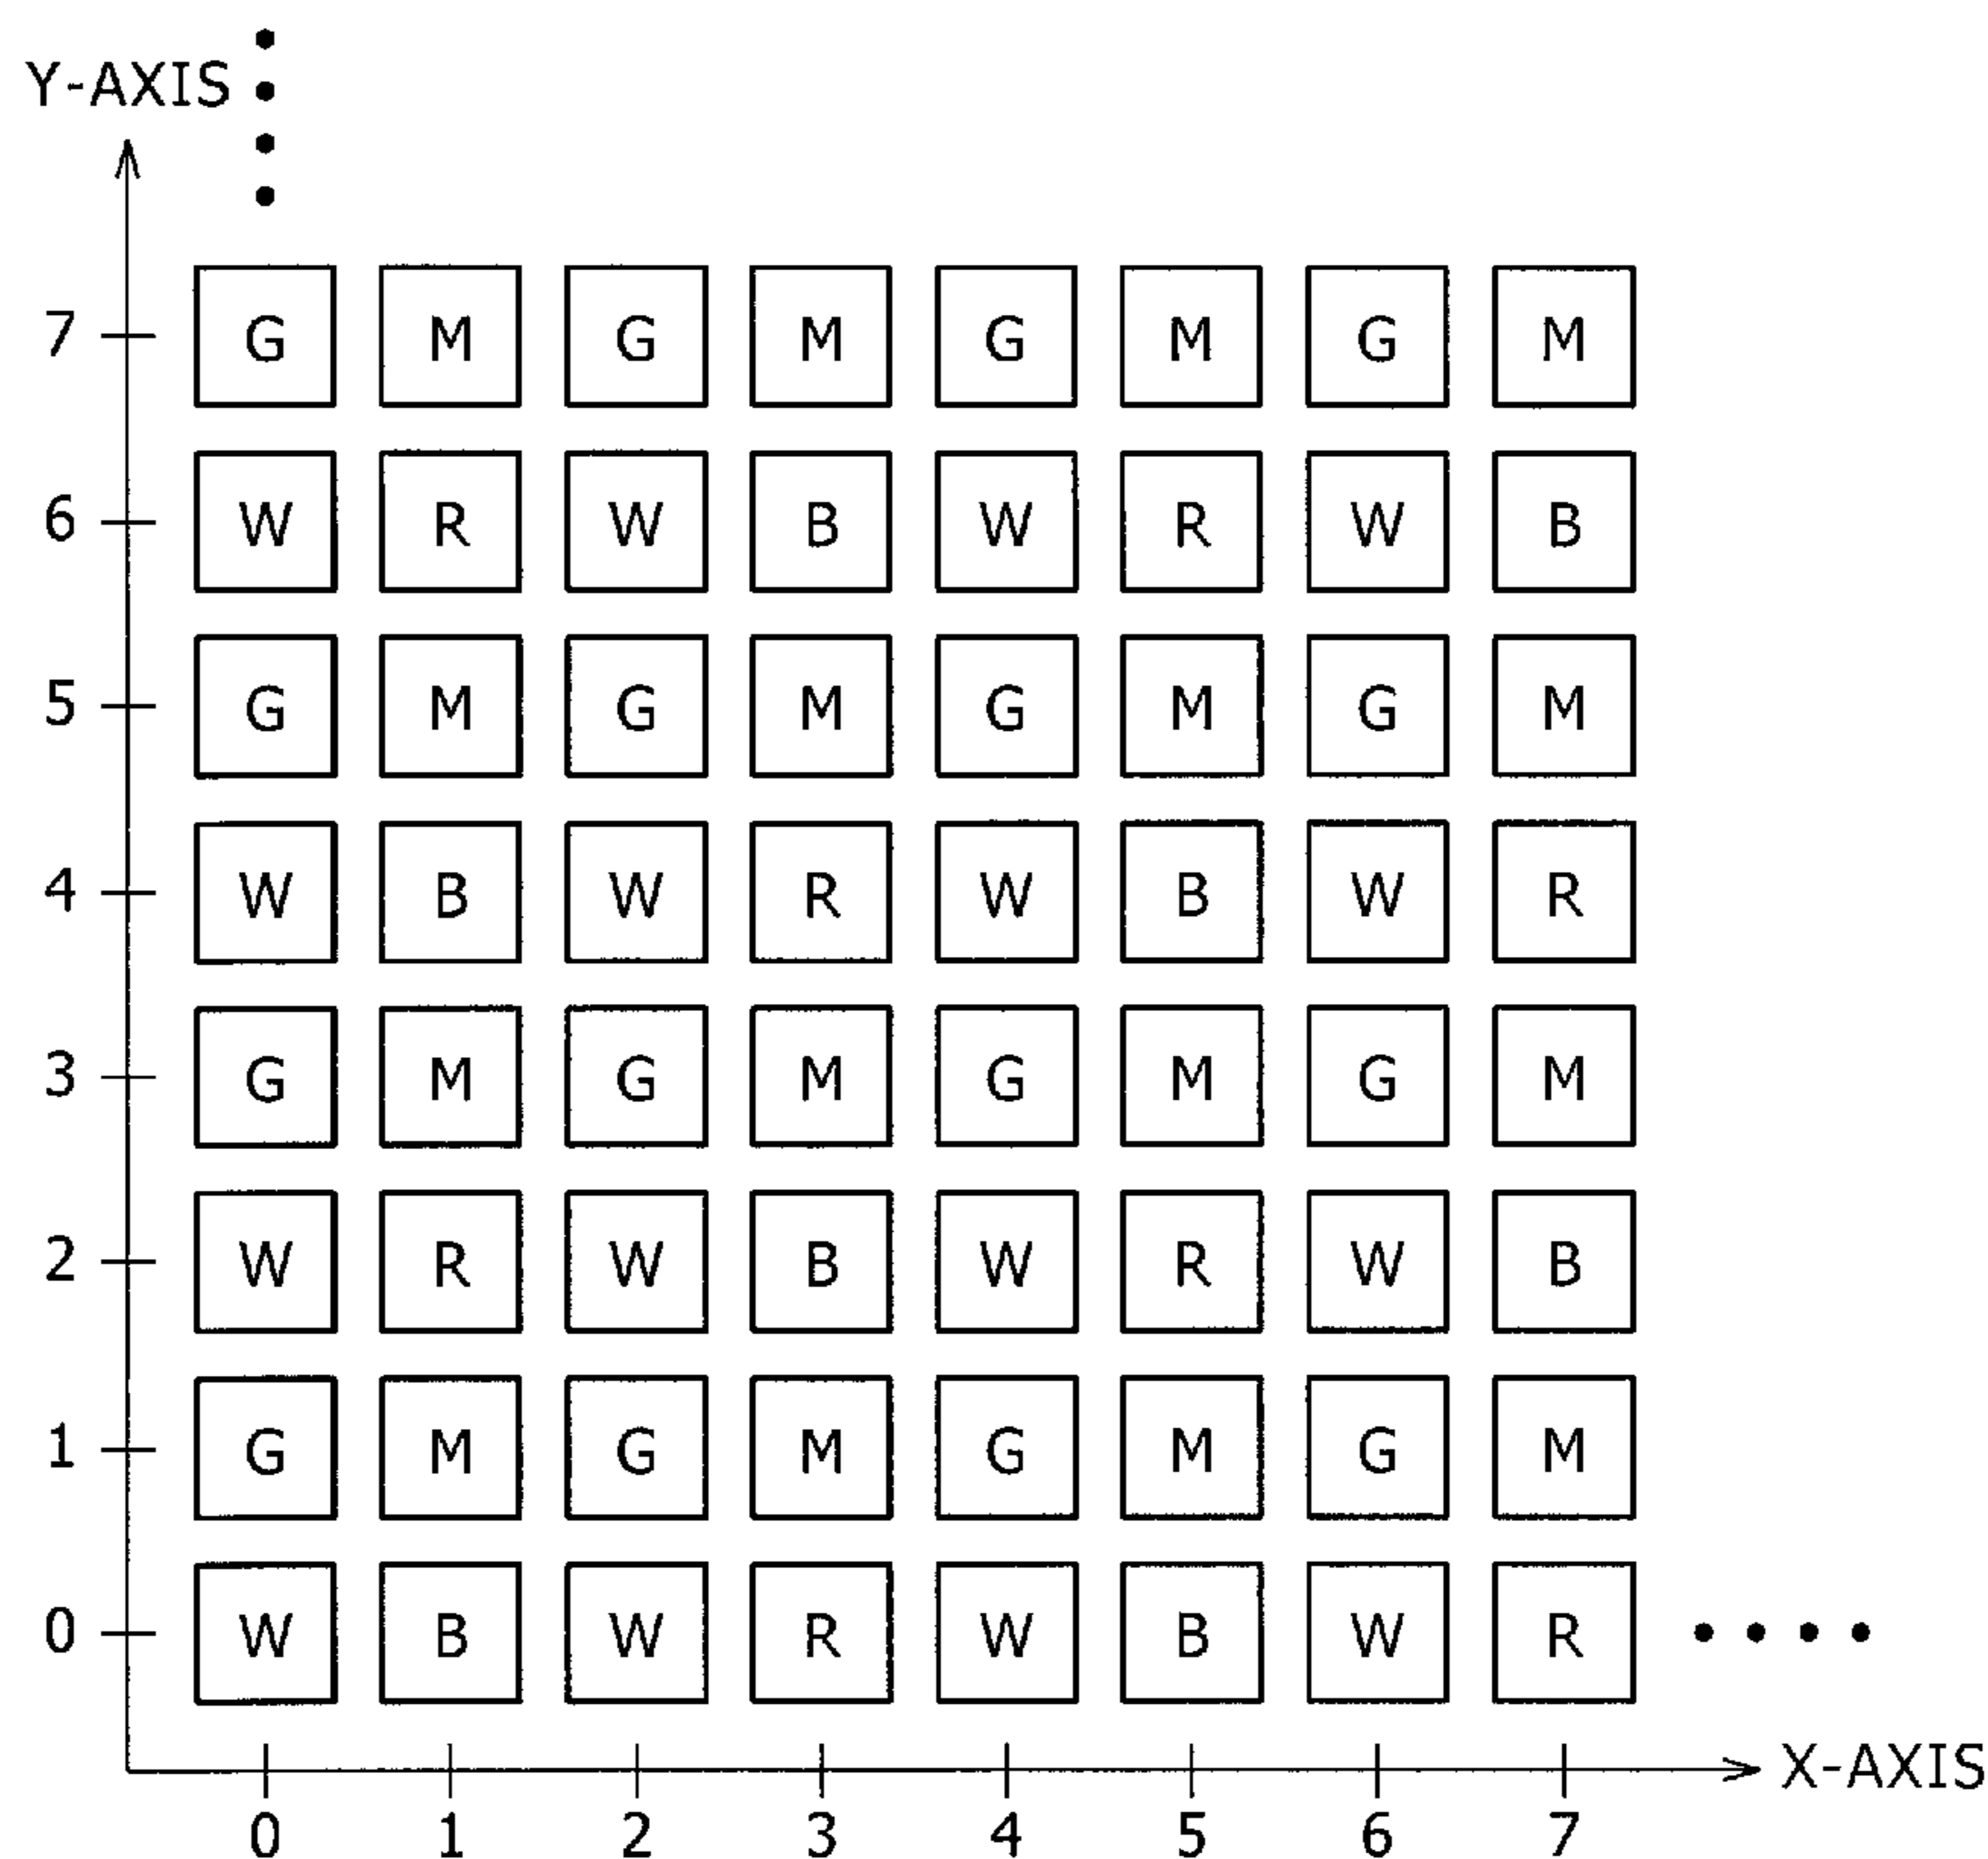 Y-AXIS
7 G M G M G M G M
6 W R W B W R W B
5 G M G M G M G M
4 W B W R W B W R
3 G M G M G M G M
2 W R W B W R W B
1 G M G M G M G M
0 W B W R W B W R
X-AXIS
0 1 2 3 4 5 6 7